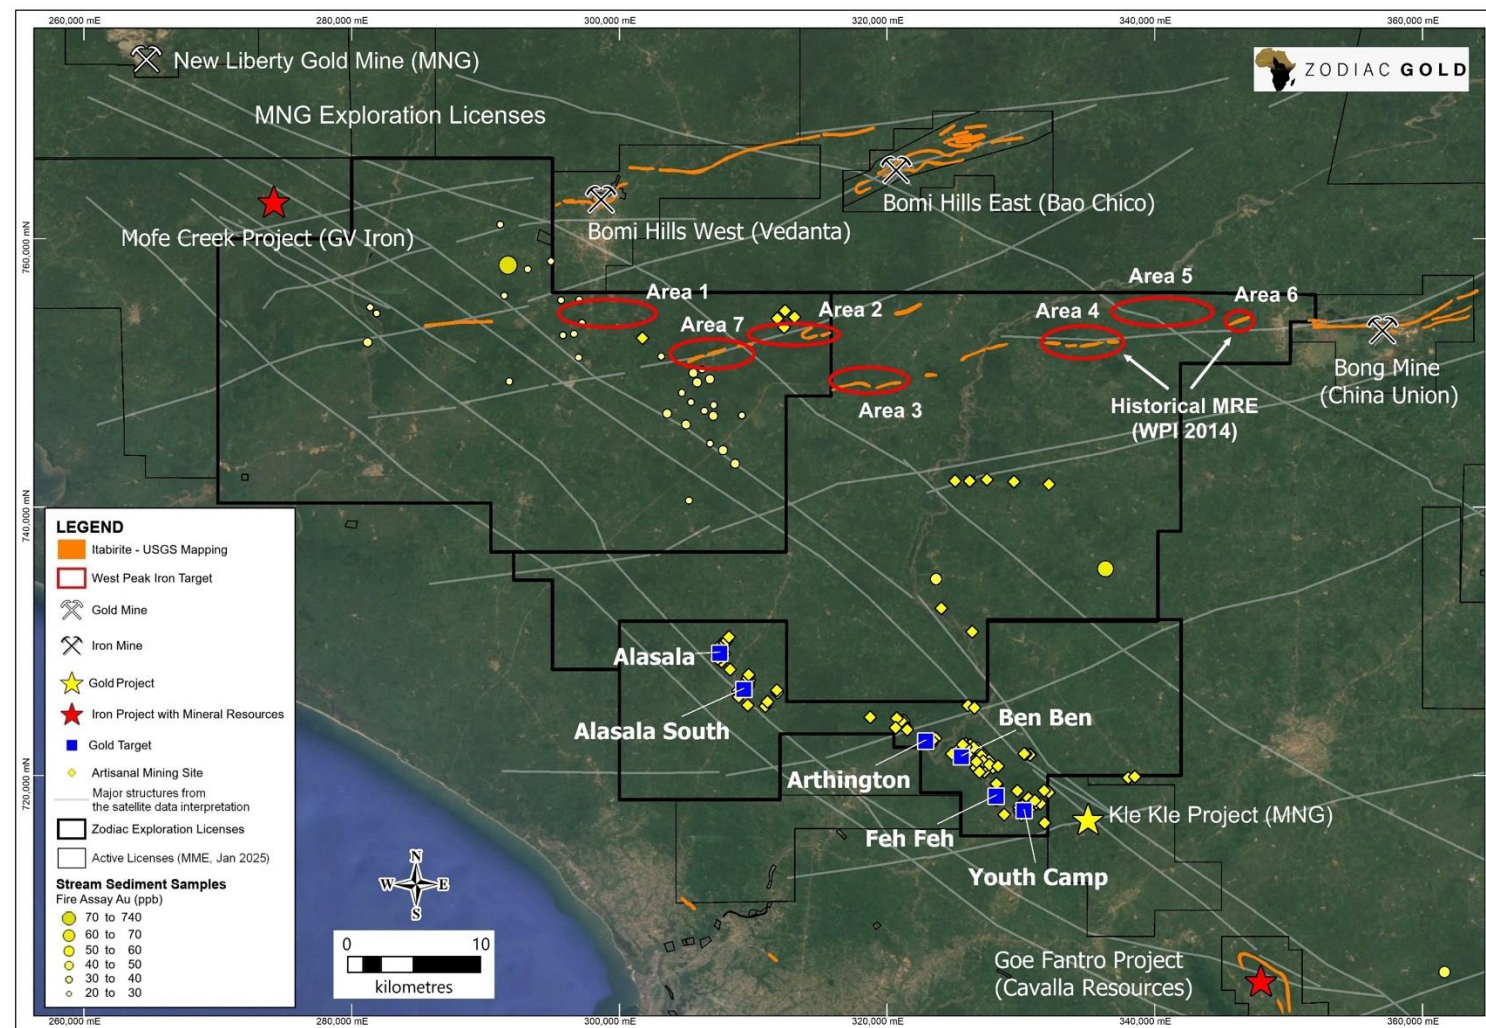 260,000 mE
280,000 mE
300,000 mE
320,000 mE
340,000 mE
360,000 mE
New Liberty Gold Mine (MNG)
ZODIAC GOLD
MNG Exploration Licenses
Bomi Hills East (Bao Chico)
Mofe Creek Project (GV Iron)
Bomi Hills West (Vedanta)
760,000 mN
760,000 mN
Area 1
Area 2
Area 5
Area 6
Area 4
Area 7
Area 3
Bong Mine
(China Union)
Historical MRE
(WPI 2014)
740,000 mN
740,000 mN
LEGEND
Itabirite - USGS Mapping
West Peak Iron Target
Gold Mine
Iron Mine
Gold Project
Iron Project with Mineral Resources
Gold Target
Artisanal Mining Site
Major structures from
the satellite data interpretation
Zodiac Exploration Licenses
Active Licenses (MME, Jan 2025)
Stream Sediment Samples
Fire Assay Au (ppb)
70 to 740
60 to 70
50 to 60
40 to 50
30 to 40
20 to 30
Alasala
Alasala South
Ben Ben
Arthington
720,000 mN
720,000 mN
Feh Feh
Kle Kle Project (MNG)
Youth Camp
N
W E
S
0 10
kilometres
Goe Fantro Project
(Cavalla Resources)
260,000 mE
280,000 mE
300,000 mE
320,000 mE
340,000 mE
360,000 mE